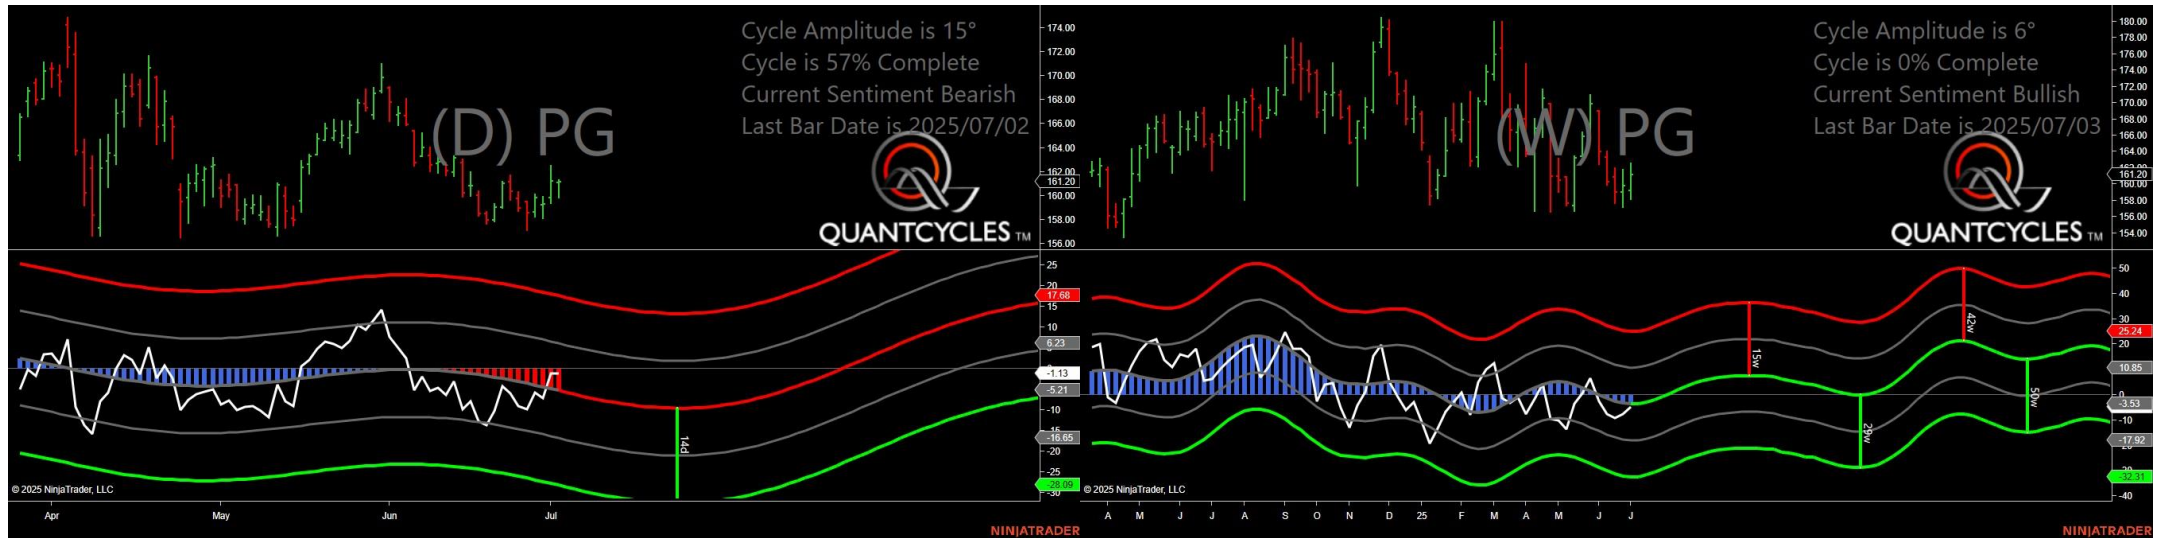 Cycle Amplitude is 15°
Cycle is 57% Complete
Current Sentiment Bearish
Last Bar Date is 2025/07/02
(D) PG
QUANTCYCLES TM
174.00
172.00
170.00
168.00
166.00
164.00
162.00
161.20
160.00
158.00
156.00
25
20
17.68
15
10
6.23
-1.13
-5.21
-10
-15
-16.65
-20
-25
-28.09
-30
14d
© 2025 NinjaTrader, LLC
Apr May Jun Jul
NINJATRADER
Cycle Amplitude is 6°
Cycle is 0% Complete
Current Sentiment Bullish
Last Bar Date is 2025/07/03
(W) PG
QUANTCYCLES TM
180.00
178.00
176.00
174.00
172.00
170.00
168.00
166.00
164.00
162.00
161.20
160.00
158.00
156.00
154.00
50
40
30
25.24
20
10.85
0
-3.53
-10
-17.92
-32.31
-40
15w
29w
42w
50w
© 2025 NinjaTrader, LLC
A M J J A S O N D 25 F M A M J J
NINJATRADER